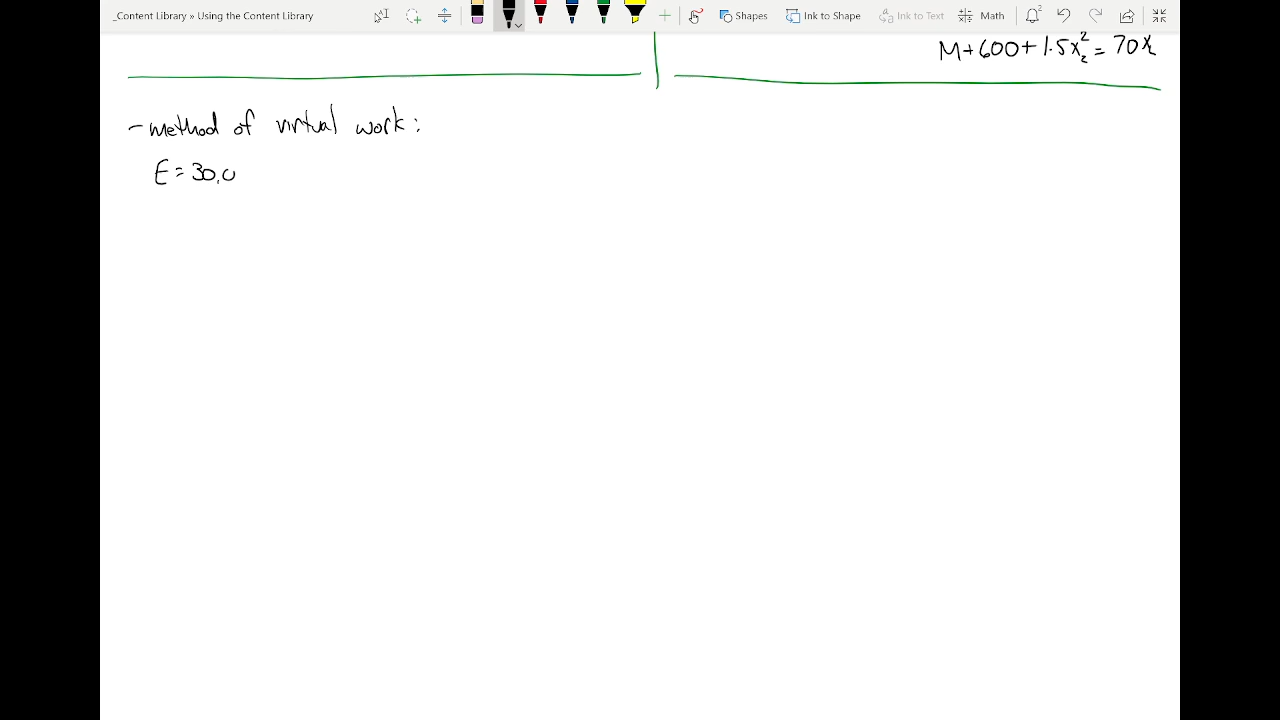 _Content Library » Using the Content Library
Shapes
Ink to Shape
Ink to Text
Math
2
M+600+1.5x₂²=70x
- method of virtual work:
E=30,0